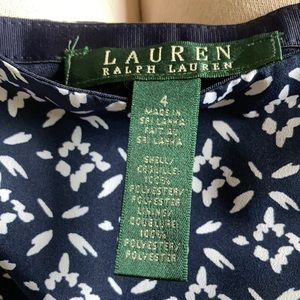 LAUREN
RALPH LAUREN
4
MADE IN
SRI LANKA
FAIT AU
SRI LANKA
SHELL/
COQUILLE:
100%
POLYESTER/
POLYESTER
LINING/
DOUBLURE:
100%
POLYESTER/
POLYESTER